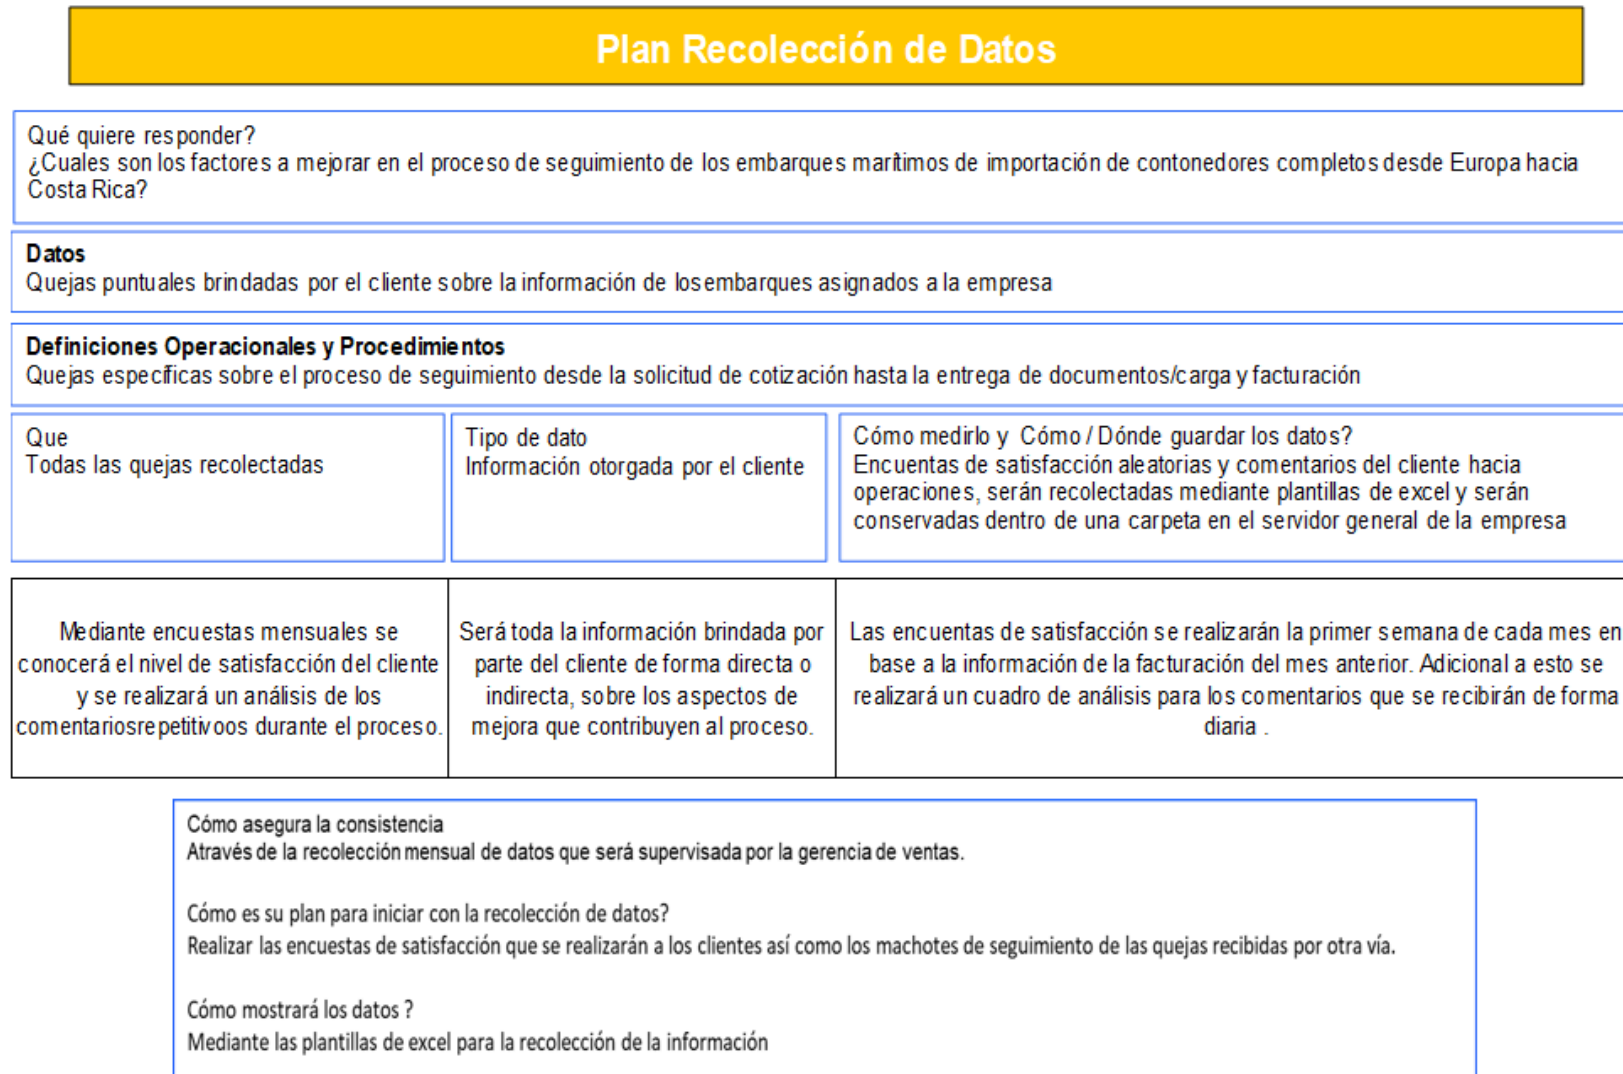 Plan Recolección de Datos
Qué quiere responder?
¿Cuales son los factores a mejorar en el proceso de seguimiento de los embarques marítimos de importación de contonedores completos desde Europa hacia
Costa Rica?
Datos
Quejas puntuales brindadas por el cliente sobre la información de losembarques asignados a la empresa
Definiciones Operacionales y Procedimientos
Quejas específicas sobre el proceso de seguimiento desde la solicitud de cotización hasta la entrega de documentos/carga y facturación
Que
Todas las quejas recolectadas
Tipo de dato
Información otorgada por el cliente
Cómo medirlo y Cómo / Dónde guardar los datos?
Encuentas de satisfacción aleatorias y comentarios del cliente hacia
operaciones, serán recolectadas mediante plantillas de excel y serán
conservadas dentro de una carpeta en el servidor general de la empresa
Mediante encuestas mensuales se
conocerá el nivel de satisfacción del cliente
y se realizará un análisis de los
comentariosrepetitivoos durante el proceso.
Será toda la información brindada por
parte del cliente de forma directa o
indirecta, sobre los aspectos de
mejora que contribuyen al proceso.
Las encuentas de satisfacción se realizarán la primer semana de cada mes en
base a la información de la facturación del mes anterior. Adicional a esto se
realizará un cuadro de análisis para los comentarios que se recibirán de forma
diaria .
Cómo asegura la consistencia
Através de la recolección mensual de datos que será supervisada por la gerencia de ventas.
Cómo es su plan para iniciar con la recolección de datos?
Realizar las encuestas de satisfacción que se realizarán a los clientes así como los machotes de seguimiento de las quejas recibidas por otra vía.
Cómo mostrará los datos ?
Mediante las plantillas de excel para la recolección de la información